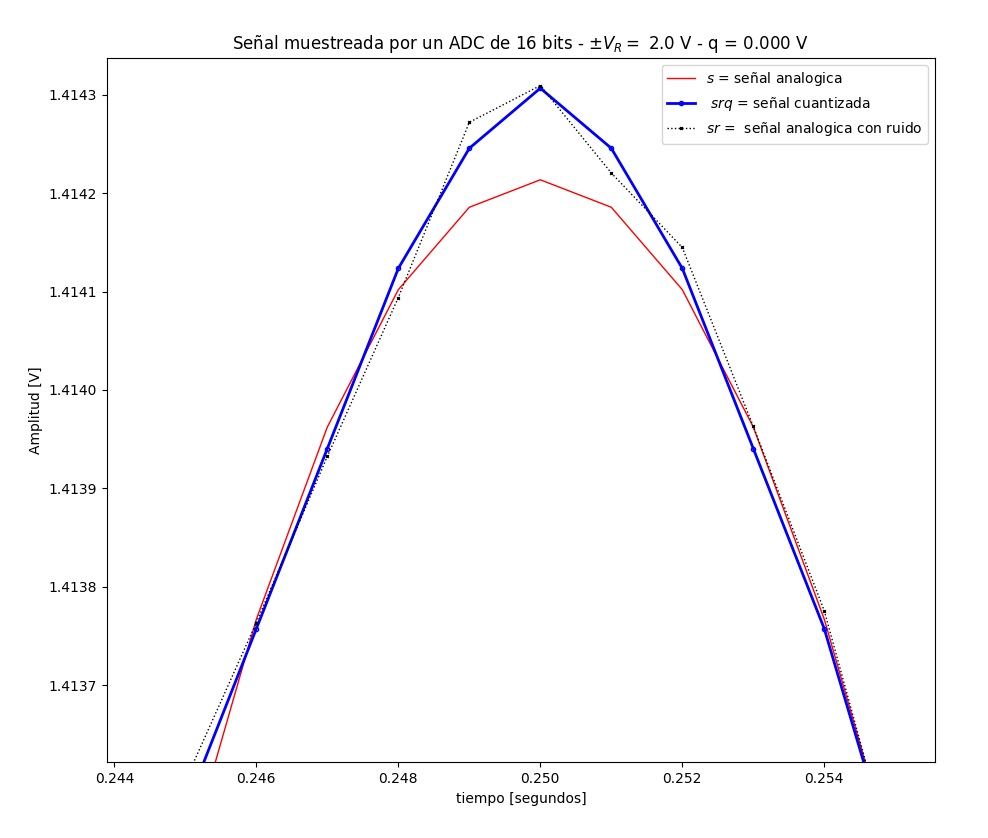 Señal muestreada por un ADC de 16 bits - ±V_R = 2.0 V - q = 0.000 V
s = señal analogica
srq = señal cuantizada
sr = señal analogica con ruido
1.4143
1.4142
1.4141
1.4140
1.4139
1.4138
1.4137
Amplitud [V]
0.244 0.246 0.248 0.250 0.252 0.254
tiempo [segundos]